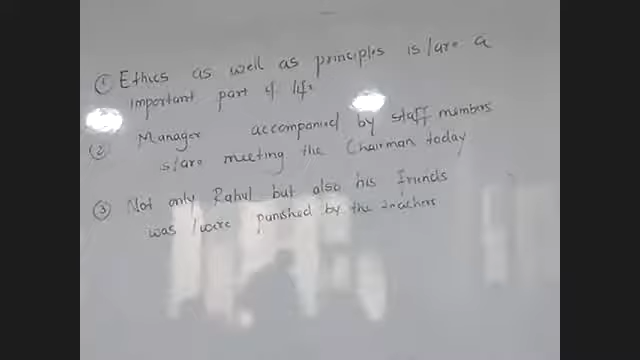 ① Ethics as well as principles is/are a
important part of life
② Manager accompanied by staff members
is/are meeting the Chairman today
③ Not only Rahul but also his friends
was/were punished by the teachers